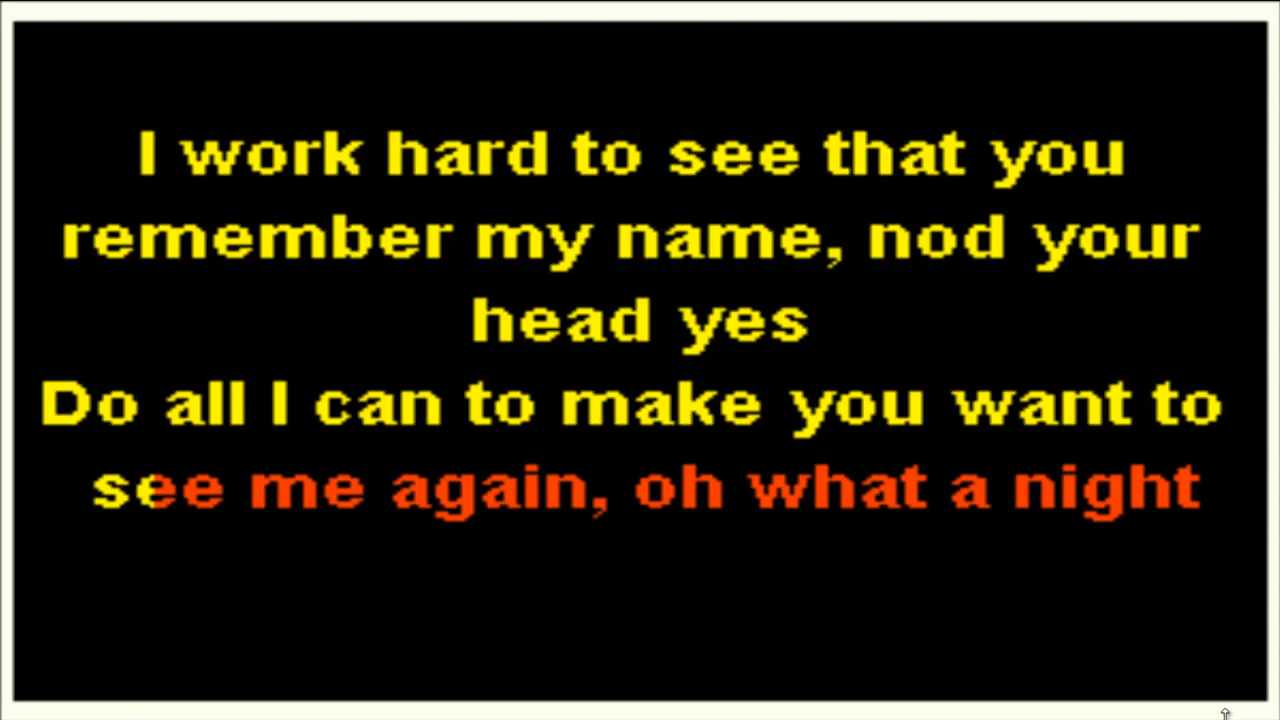 I work hard to see that you
remember my name, nod your
head yes
Do all I can to make you want to
see me again, oh what a night